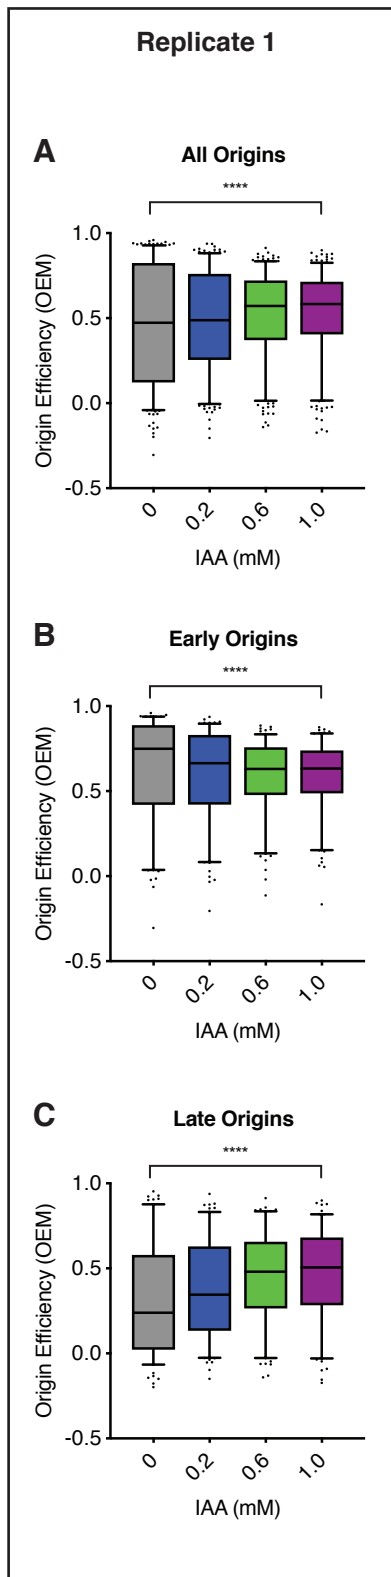 Replicate 1
A
All Origins
****
Origin Efficiency (OEM)
1.0
0.5
0.0
-0.5
0
0.2
0.6
1.0
IAA (mM)
B
Early Origins
****
Origin Efficiency (OEM)
1.0
0.5
0.0
-0.5
0
0.2
0.6
1.0
IAA (mM)
C
Late Origins
****
Origin Efficiency (OEM)
1.0
0.5
0.0
-0.5
0
0.2
0.6
1.0
IAA (mM)